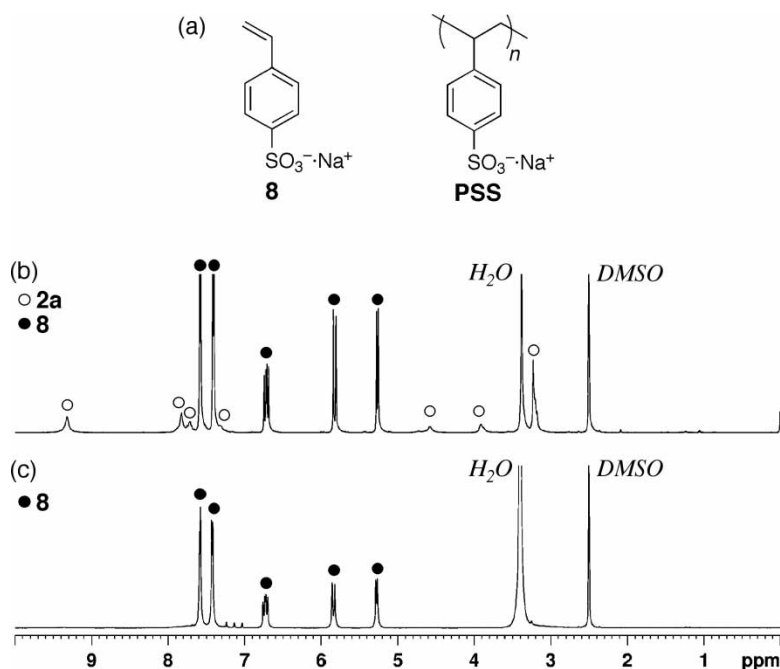 (a)
n
SO₃⁻·Na⁺ SO₃⁻·Na⁺
8 PSS
(b) H₂O DMSO
○ 2a
● 8
(c) H₂O DMSO
● 8
9 8 7 6 5 4 3 2 1 ppm